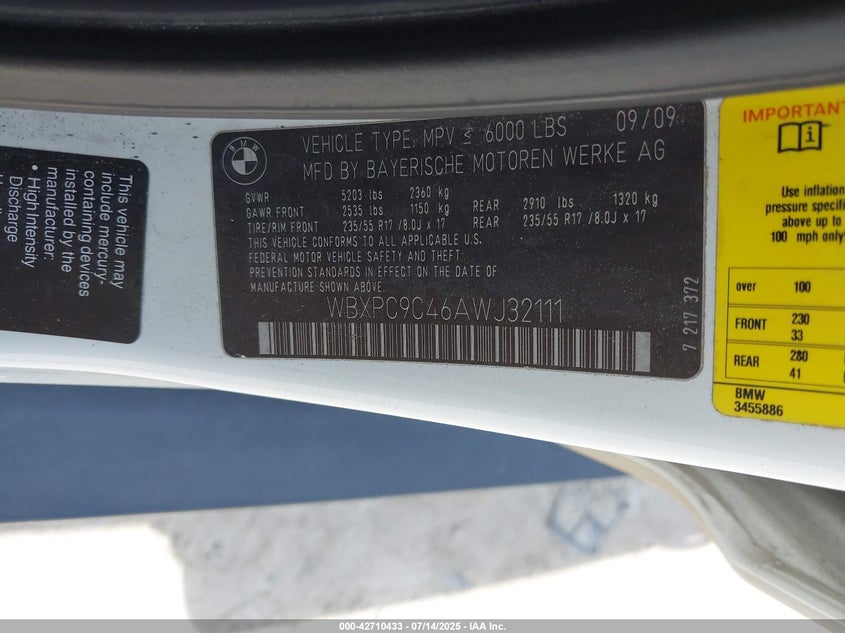 This vehicle may
include mercury-
containing devices
installed by the
manufacturer:
• High Intensity
Discharge
BMW
VEHICLE TYPE: MPV ≤ 6000 LBS 09/09
MFD BY BAYERISCHE MOTOREN WERKE AG
GVWR 5203 lbs 2360 kg
GAWR FRONT 2535 lbs 1150 kg REAR 2910 lbs 1320 kg
TIRE/RIM FRONT 235/55 R17 /8.0J x 17 REAR 235/55 R17 /8.0J x 17
THIS VEHICLE CONFORMS TO ALL APPLICABLE U.S.
FEDERAL MOTOR VEHICLE SAFETY AND THEFT
PREVENTION STANDARDS IN EFFECT ON THE DATE OF
MANUFACTURE SHOWN ABOVE.
WBXPC9C46AWJ32111
7 217 372
IMPORTANT
i
Use inflation
pressure specifi
above up to
100 mph only
over 100
FRONT 230
33
REAR 280
41
BMW
3455886
000-42710433 - 07/14/2025 - IAA Inc.